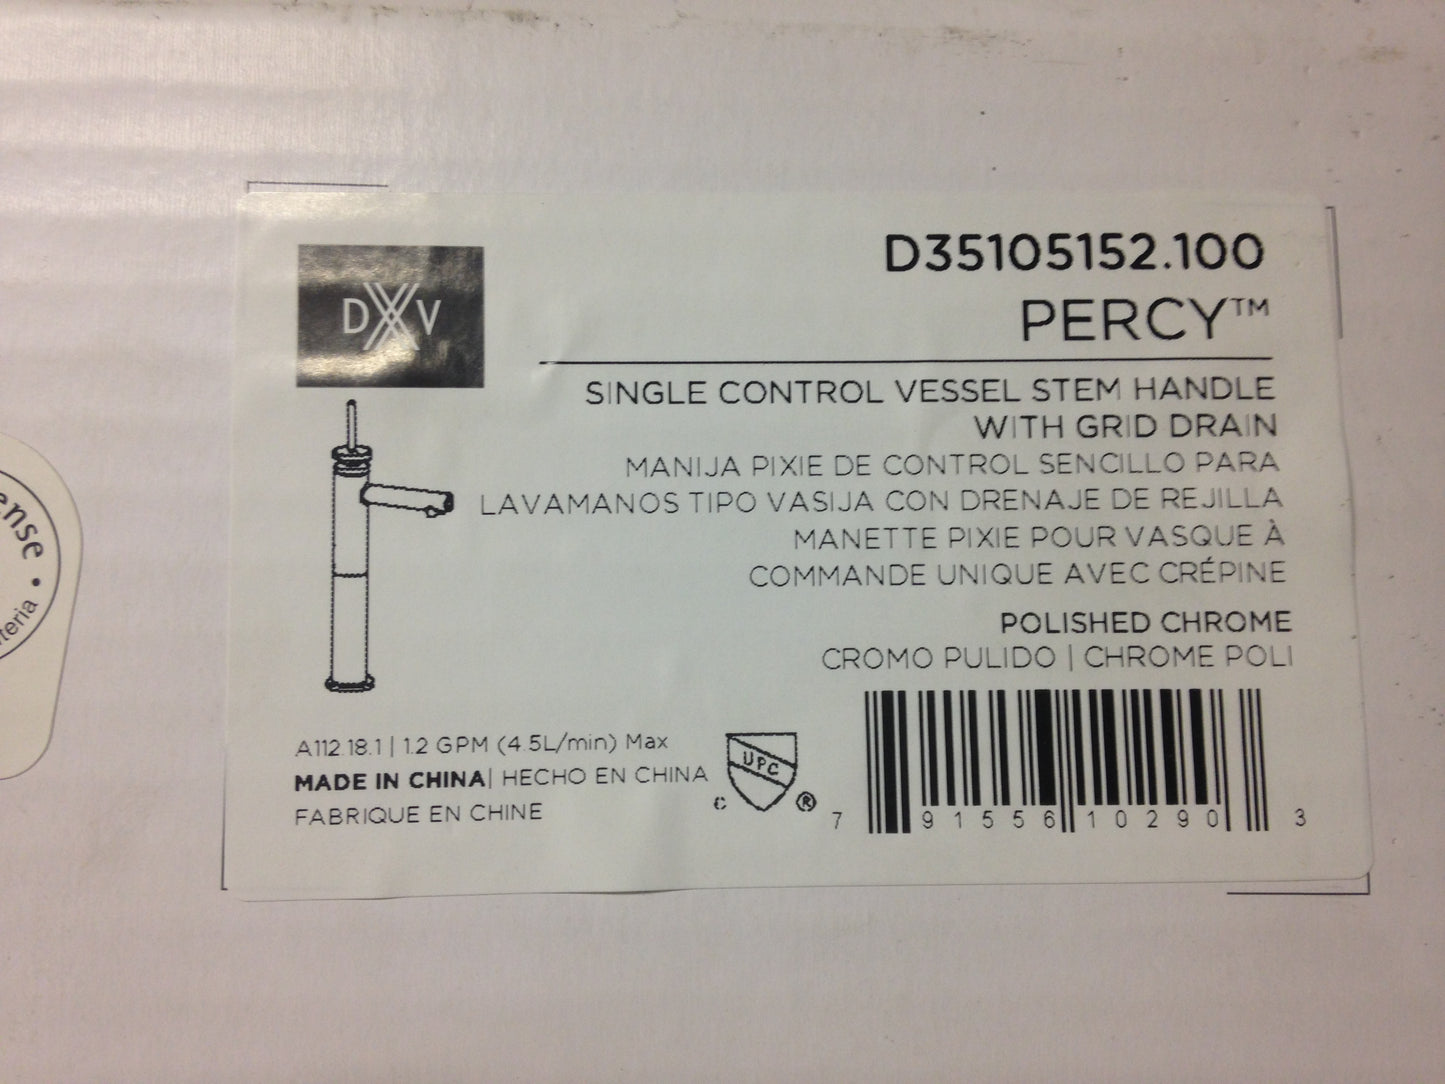 DXV
D35105152.100
PERCY™
SINGLE CONTROL VESSEL STEM HANDLE
WITH GRID DRAIN
MANIJA PIXIE DE CONTROL SENCILLO PARA
LAVAMANOS TIPO VASIJA CON DRENAJE DE REJILLA
MANETTE PIXIE POUR VASQUE À
COMMANDE UNIQUE AVEC CRÉPINE
POLISHED CHROME
CROMO PULIDO | CHROME POLI
A112.18.1 | 1.2 GPM (4.5L/min) Max
MADE IN CHINA| HECHO EN CHINA
FABRIQUE EN CHINE
UPC
C ®
7 91556 10290 3